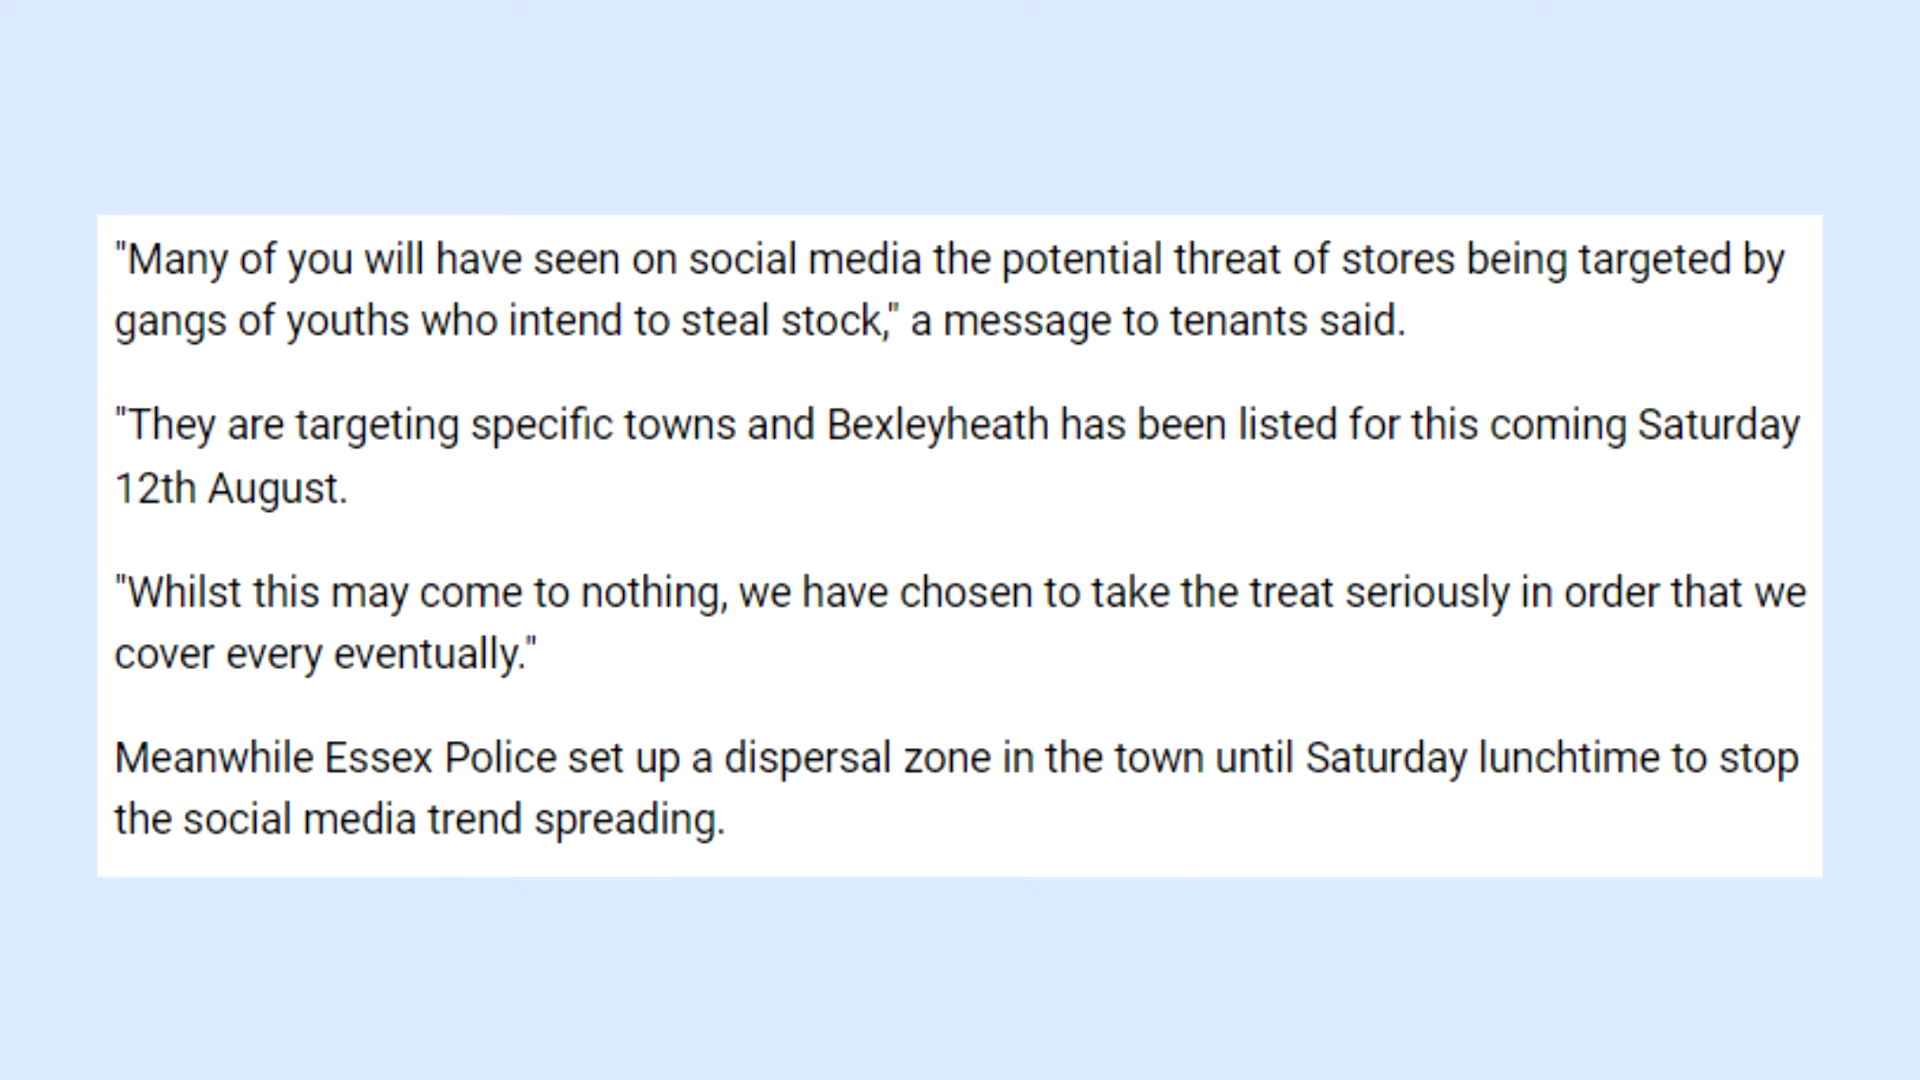 "Many of you will have seen on social media the potential threat of stores being targeted by
gangs of youths who intend to steal stock," a message to tenants said.
"They are targeting specific towns and Bexleyheath has been listed for this coming Saturday
12th August.
"Whilst this may come to nothing, we have chosen to take the treat seriously in order that we
cover every eventually."
Meanwhile Essex Police set up a dispersal zone in the town until Saturday lunchtime to stop
the social media trend spreading.